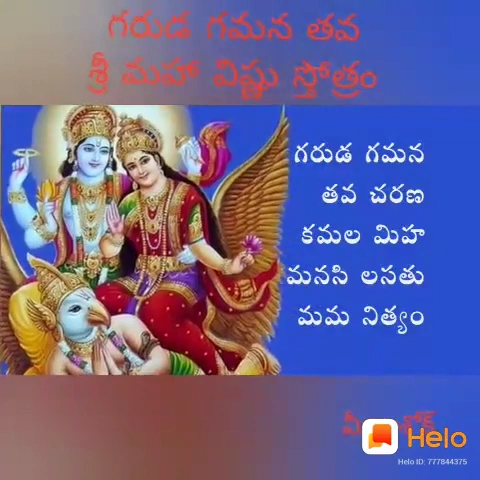 గరుడ గమన తవ
శ్రీ మహా విష్ణు స్తోత్రం
గరుడ గమన
తవ చరణ
కమల మిహ
మనసి లసతు
మమ నిత్యం
Helo
Helo ID: 777844375